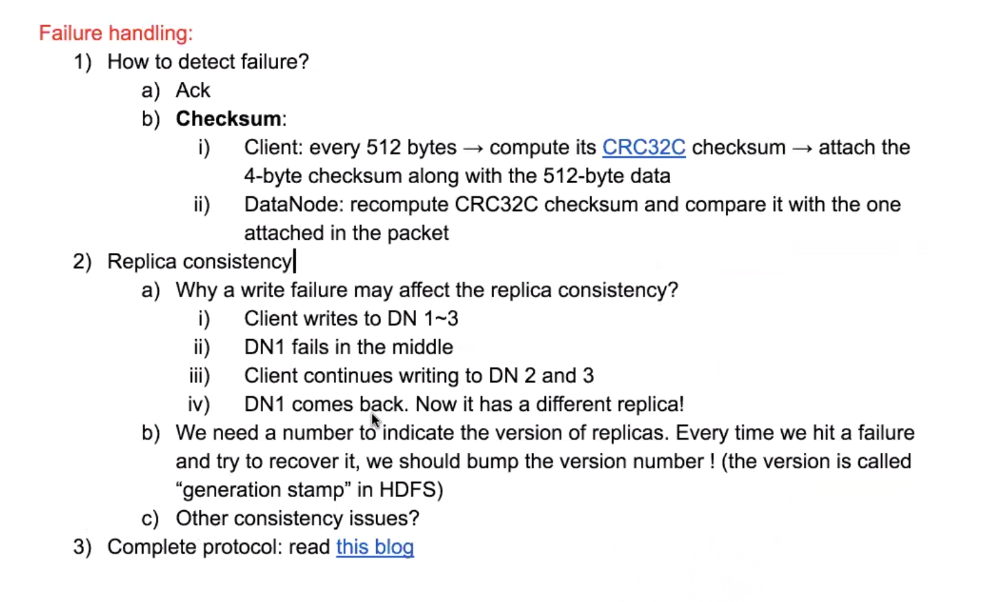 Failure handling:
1) How to detect failure?
a) Ack
b) Checksum:
i) Client: every 512 bytes → compute its CRC32C checksum → attach the
4-byte checksum along with the 512-byte data
ii) DataNode: recompute CRC32C checksum and compare it with the one
attached in the packet
2) Replica consistency
a) Why a write failure may affect the replica consistency?
i) Client writes to DN 1~3
ii) DN1 fails in the middle
iii) Client continues writing to DN 2 and 3
iv) DN1 comes back. Now it has a different replica!
b) We need a number to indicate the version of replicas. Every time we hit a failure
and try to recover it, we should bump the version number ! (the version is called
“generation stamp” in HDFS)
c) Other consistency issues?
3) Complete protocol: read this blog